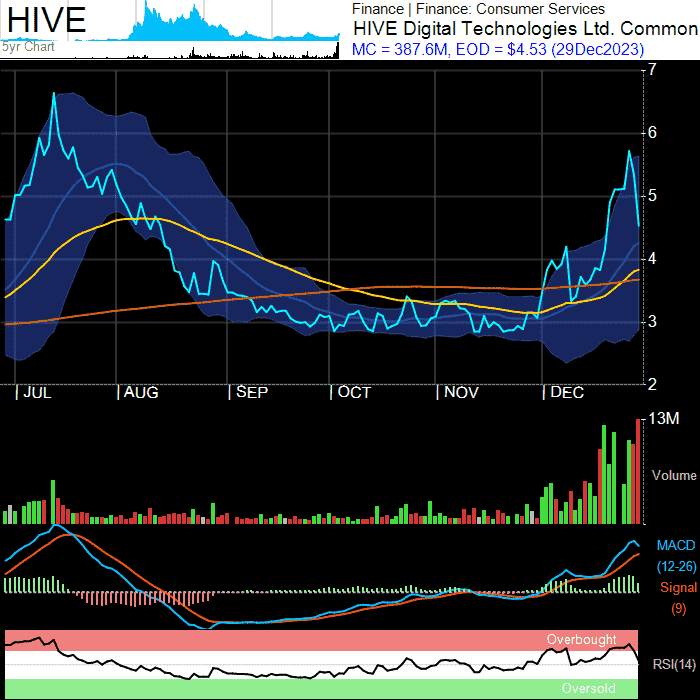 HIVE
5yr Chart
Finance | Finance: Consumer Services
HIVE Digital Technologies Ltd. Common
MC = 387.6M, EOD = $4.53 (29Dec2023)
7
6
5
4
3
2
JUL AUG SEP OCT NOV DEC
13M
Volume
MACD
(12-26)
Signal
(9)
Overbought
RSI(14)
Oversold